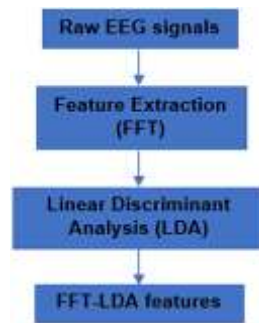 Raw EEG signals
Feature Extraction
(FFT)
Linear Discriminant
Analysis (LDA)
FFT-LDA features